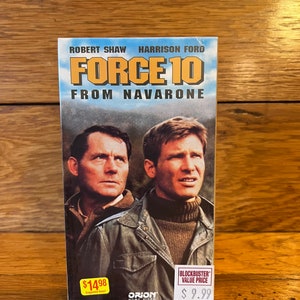 ROBERT SHAW HARRISON FORD
FORCE 10
FROM NAVARONE
$14.98
BLOCKBUSTER
VALUE PRICE
$ 9.99
ORION